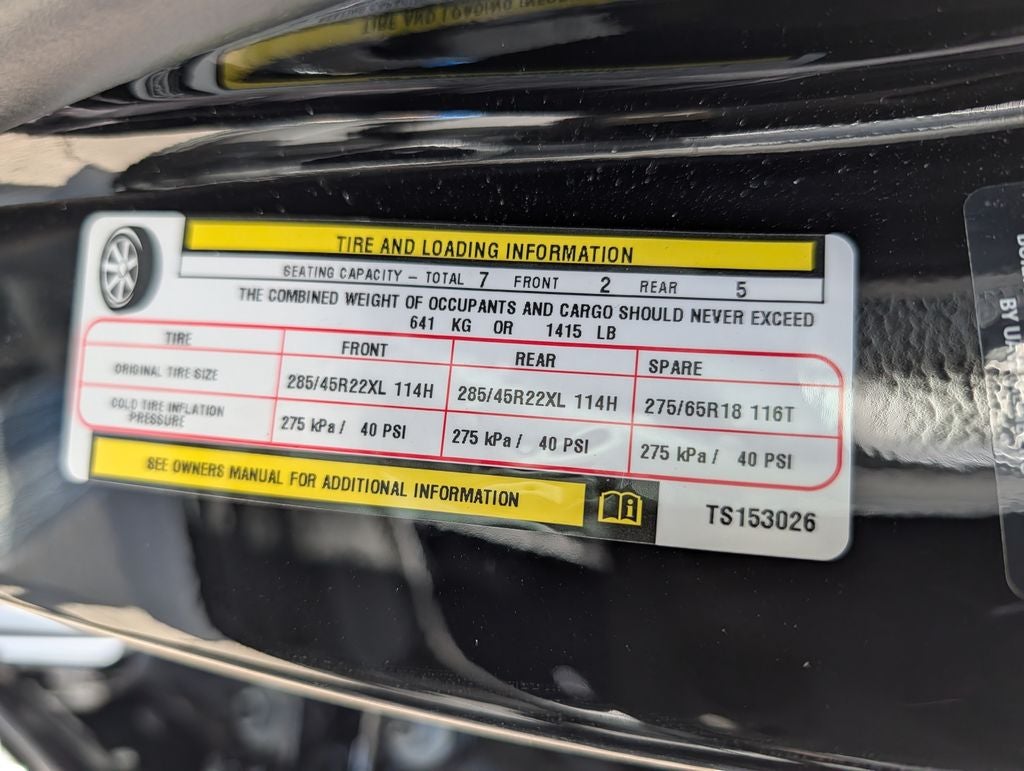 TIRE AND LOADING INFORMATION
SEATING CAPACITY – TOTAL 7 FRONT 2 REAR 5
THE COMBINED WEIGHT OF OCCUPANTS AND CARGO SHOULD NEVER EXCEED
641 KG OR 1415 LB
TIRE FRONT REAR SPARE
ORIGINAL TIRE SIZE 285/45R22XL 114H 285/45R22XL 114H 275/65R18 116T
COLD TIRE INFLATION PRESSURE 275 kPa / 40 PSI 275 kPa / 40 PSI 275 kPa / 40 PSI
SEE OWNERS MANUAL FOR ADDITIONAL INFORMATION
TS153026